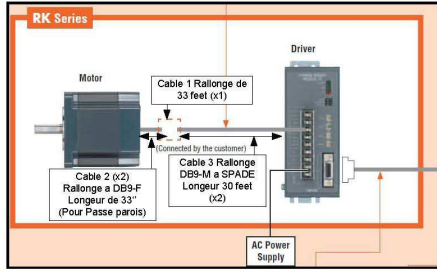 RK Series
Driver
Motor
Cable 1 Rallonge de
33 feet (x1)
(Connected by the customer)
Cable 2 (x2)
Rallonge a DB9-F
Longeur de 33"
(Pour Passe parois)
Cable 3 Rallonge
DB9-M a SPADE
Longeur 30 feet
(x2)
AC Power
Supply